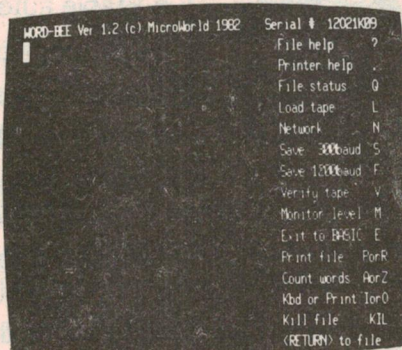 WORD-BEE Ver 1.2 (c) MicroWorld 1982 Serial # 12021K09
File help ?
Printer help .
File status Q
Load tape L
Network N
Save 300baud S
Save 1200baud F
Verify tape V
Monitor level M
Exit to BASIC E
Print file PorR
Count words AorZ
Kbd or Print IorO
Kill file KIL
<RETURN> to file